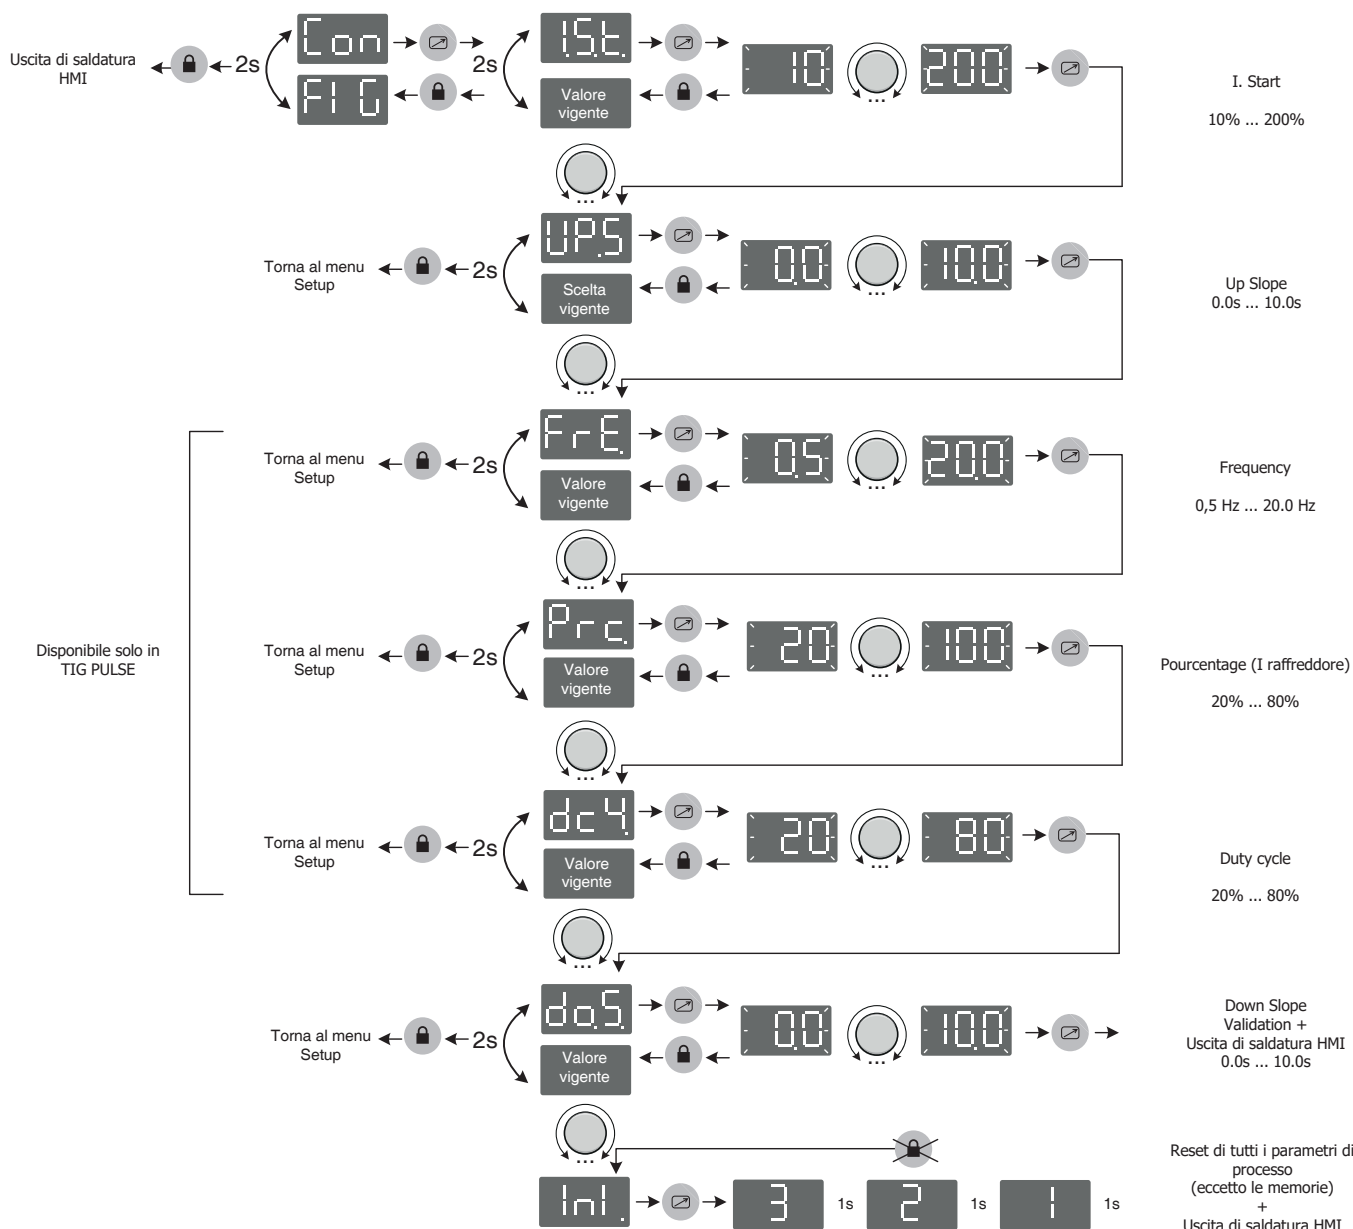 Uscita di saldatura
HMI
2s
Con
FIG
2s
I.S.t.
Valore
vigente
10
...
200
I. Start
10% ... 200%
...
Torna al menu
Setup
2s
UP.S
Scelta
vigente
0.0
...
10.0
Up Slope
0.0s ... 10.0s
...
Disponibile solo in
TIG PULSE
Torna al menu
Setup
2s
FrE.
Valore
vigente
0.5
...
20.0
Frequency
0,5 Hz ... 20.0 Hz
...
Torna al menu
Setup
2s
Prc.
Valore
vigente
20
...
100
Pourcentage (I raffreddore)
20% ... 80%
...
Torna al menu
Setup
2s
dcY.
Valore
vigente
20
...
80
Duty cycle
20% ... 80%
...
Torna al menu
Setup
2s
do.S.
Valore
vigente
0.0
...
10.0
Down Slope
Validation +
Uscita di saldatura HMI
0.0s ... 10.0s
...
InI.
3
1s
2
1s
1
1s
Reset di tutti i parametri di
processo
(eccetto le memorie)
+
Uscita di saldatura HMI